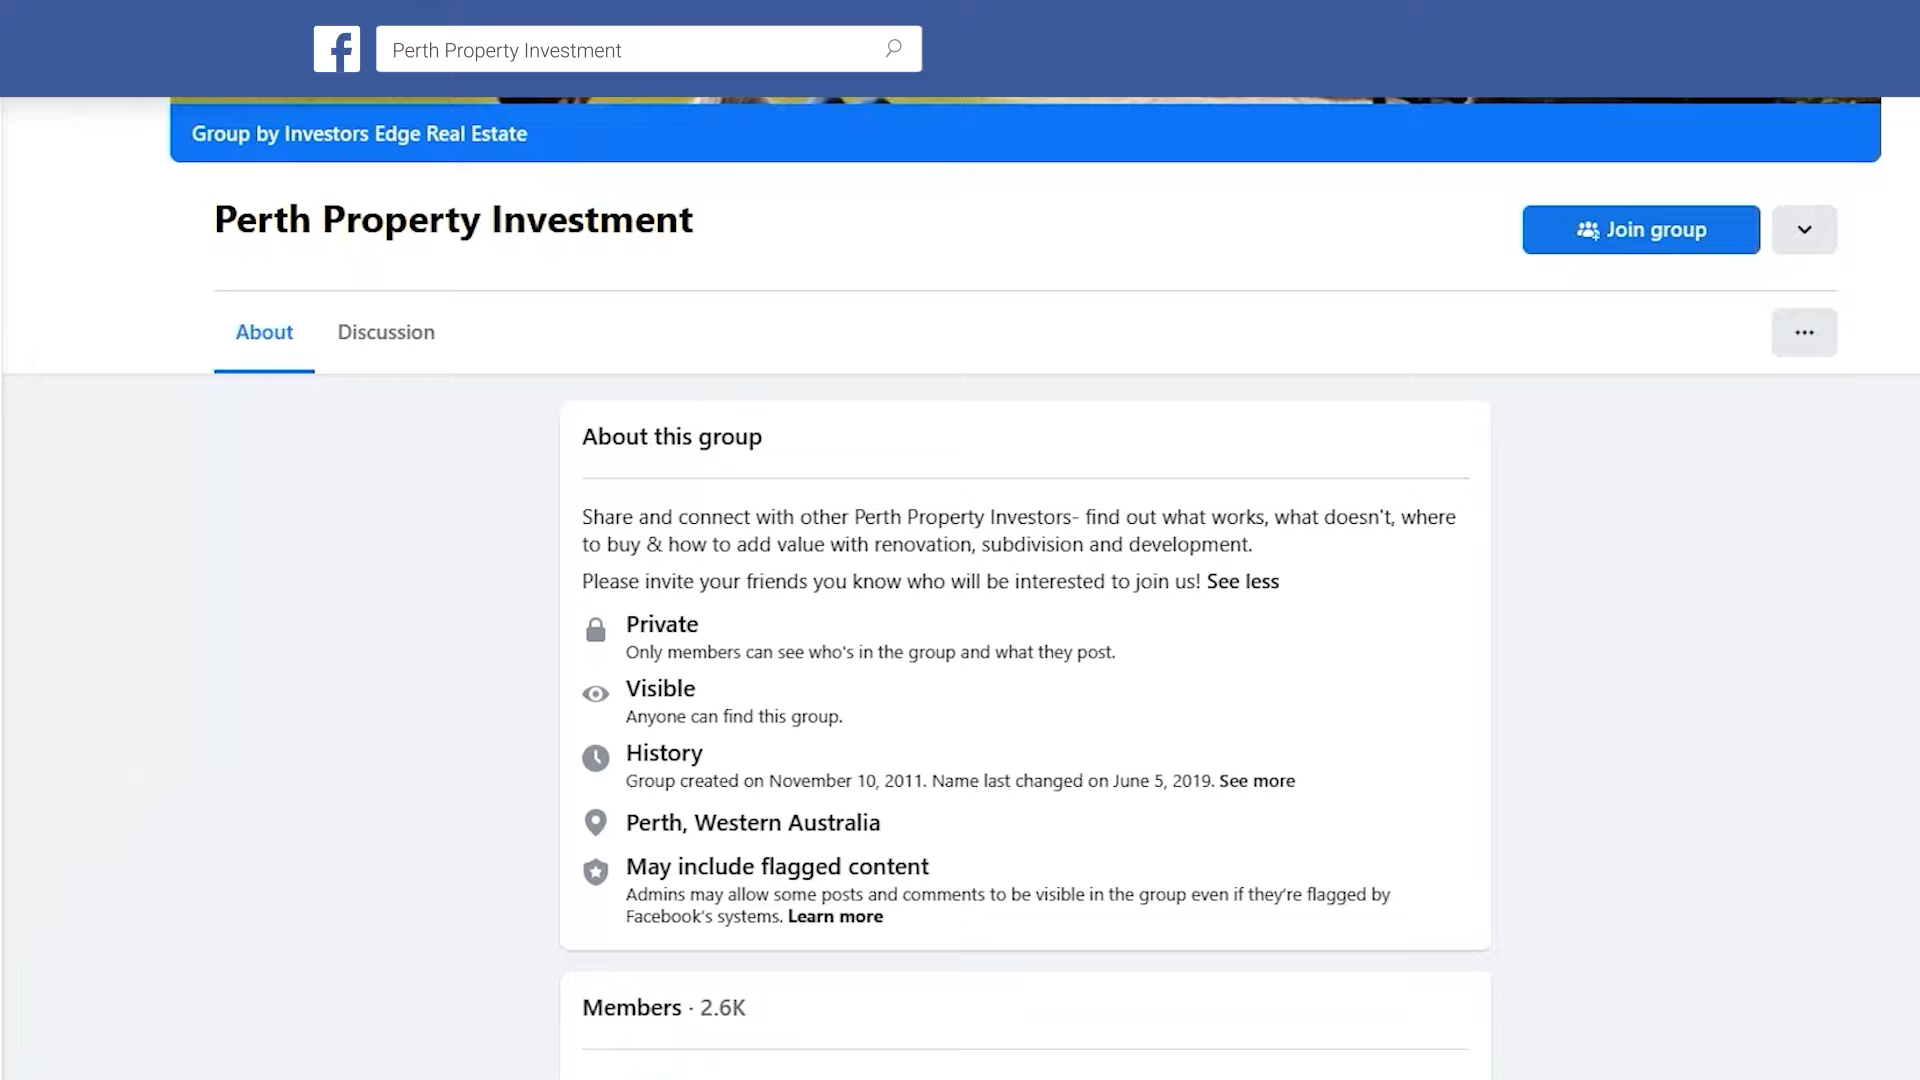 Perth Property Investment
Group by Investors Edge Real Estate
Perth Property Investment
Join group
About
Discussion
About this group
Share and connect with other Perth Property Investors- find out what works, what doesn't, where
to buy & how to add value with renovation, subdivision and development.
Please invite your friends you know who will be interested to join us! See less
Private
Only members can see who's in the group and what they post.
Visible
Anyone can find this group.
History
Group created on November 10, 2011. Name last changed on June 5, 2019. See more
Perth, Western Australia
May include flagged content
Admins may allow some posts and comments to be visible in the group even if they're flagged by
Facebook's systems. Learn more
Members · 2.6K